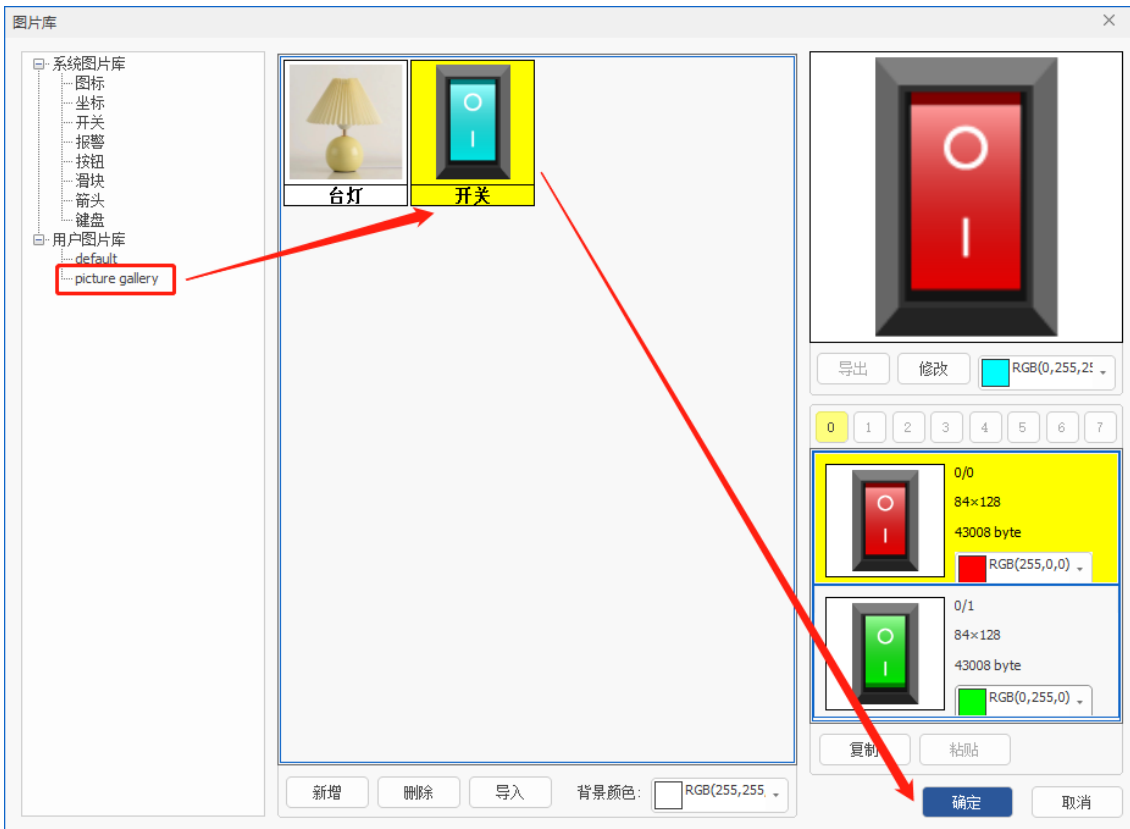 图片库
系统图片库
图标
坐标
开关
报警
按钮
滑块
箭头
键盘
用户图片库
default
picture gallery
台灯
开关
新增
删除
导入
背景颜色:
RGB(255,255,
导出
修改
RGB(0,255,25
0 1 2 3 4 5 6 7
0/0
84×128
43008 byte
RGB(255,0,0)
0/1
84×128
43008 byte
RGB(0,255,0)
复制
粘贴
确定
取消